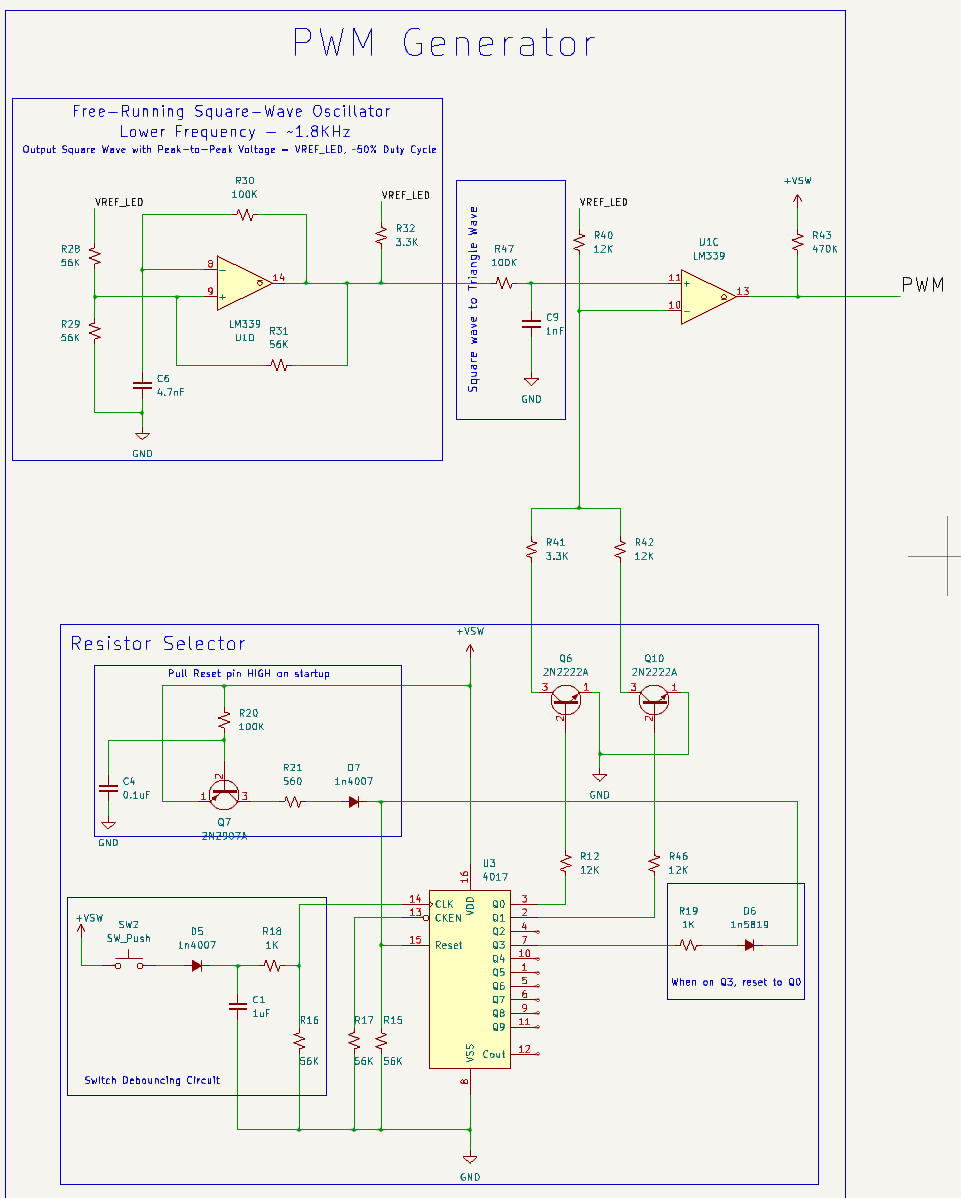 PWM Generator
Free-Running Square-Wave Oscillator
Lower Frequency - ~1.8KHz
Output Square Wave with Peak-to-Peak Voltage - VREF_LED, ~50% Duty Cycle
R30
100K
VREF_LED
VREF_LED
R28
56K
R32
3.3K
8
-
14
9
+
R29
56K
LM339
U1D
R31
56K
C6
4.7nF
GND
Square wave to Triangle Wave
R47
100K
C9
1nF
GND
VREF_LED
R40
12K
U1C
LM339
11
+
13
10
-
+VSW
R43
470K
PWM
R41
3.3K
R42
12K
Resistor Selector
+VSW
Pull Reset pin HIGH on startup
R20
100K
C4
0.1uF
GND
2
1
3
Q7
2N2907A
R21
560
D7
1n4007
Q6
2N2222A
3
1
2
Q10
2N2222A
3
1
2
GND
R12
12K
R46
12K
U3
4017
16
VDD
14
CLK
13
CKEN
15
Reset
Q0
3
Q1
2
Q2
4
Q3
7
Q4
10
Q5
1
Q6
5
Q7
6
Q8
9
Q9
11
Cout
12
VSS
8
GND
R19
1K
D6
1n5819
When on Q3, reset to Q0
+VSW
SW2
SW_Push
D5
1n4007
R18
1K
C1
1uF
R16
56K
R17
56K
R15
56K
Switch Debouncing Circuit